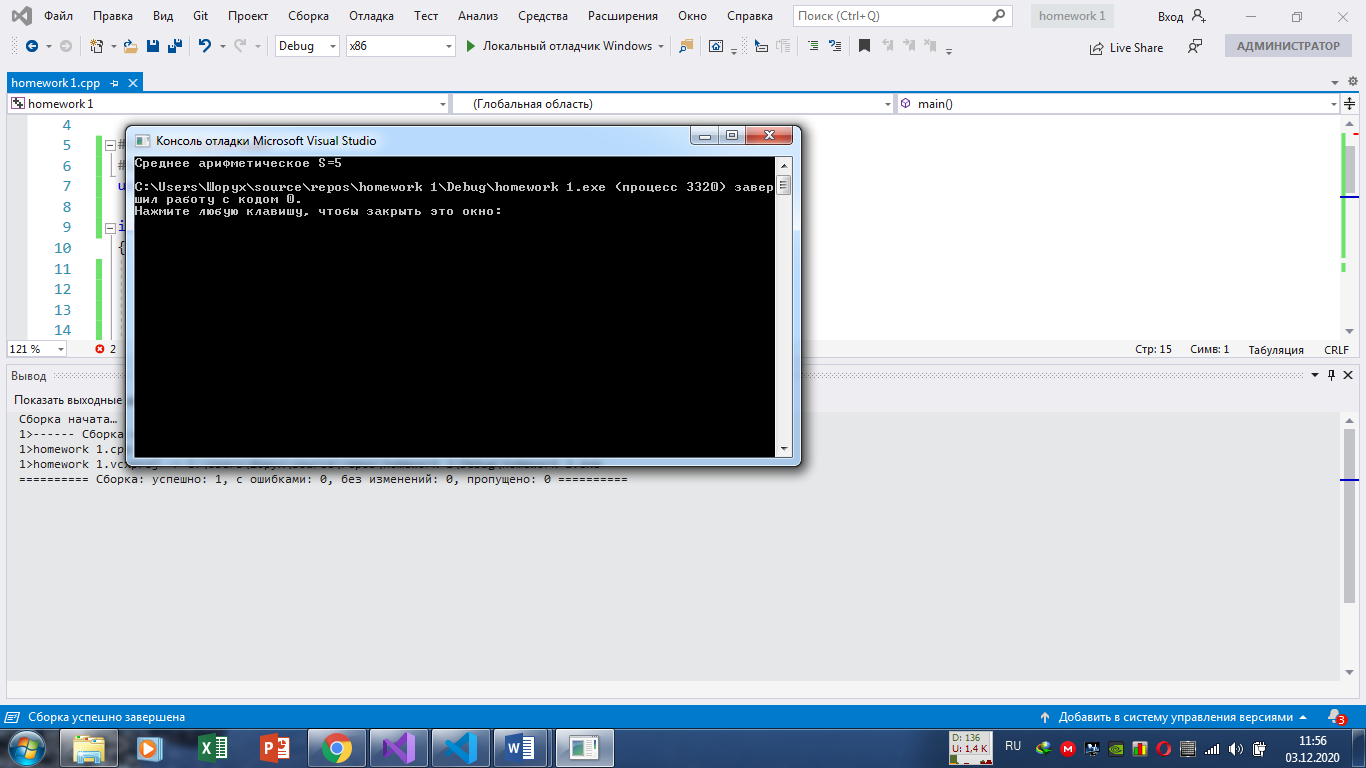 Файл Правка Вид Git Проект Сборка Отладка Тест Анализ Средства Расширения Окно Справка Поиск (Ctrl+Q) homework 1 Вход
Debug x86 Локальный отладчик Windows Live Share АДМИНИСТРАТОР
homework 1.cpp
homework 1 (Глобальная область) main()
4
5 #
6 #
7 u
8
9 i
10 {
11
12
13
14
Консоль отладки Microsoft Visual Studio
Среднее арифметическое S=5
C:\Users\Шорух\source\repos\homework 1\Debug\homework 1.exe (процесс 3320) завер
шил работу с кодом 0.
Нажмите любую клавишу, чтобы закрыть это окно:
121 % 2 Стр: 15 Симв: 1 Табуляция CRLF
Вывод
Показать выходные
Сборка начата…
1>------ Сборка
1>homework 1.cp
1>homework 1.vcxproj
========== Сборка: успешно: 1, с ошибками: 0, без изменений: 0, пропущено: 0 ==========
Сборка успешно завершена Добавить в систему управления версиями 3
D: 136
U: 1,4 K
RU
11:56
03.12.2020